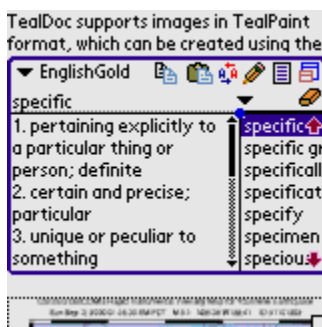 TealDoc supports images in TealPaint
format, which can be created using the
EnglishGold
specific
1. pertaining explicitly to
a particular thing or
person; definite
2. certain and precise;
particular
3. unique or peculiar to
something
specific
specific gr
specificall
specificat
specify
specimen
speciou